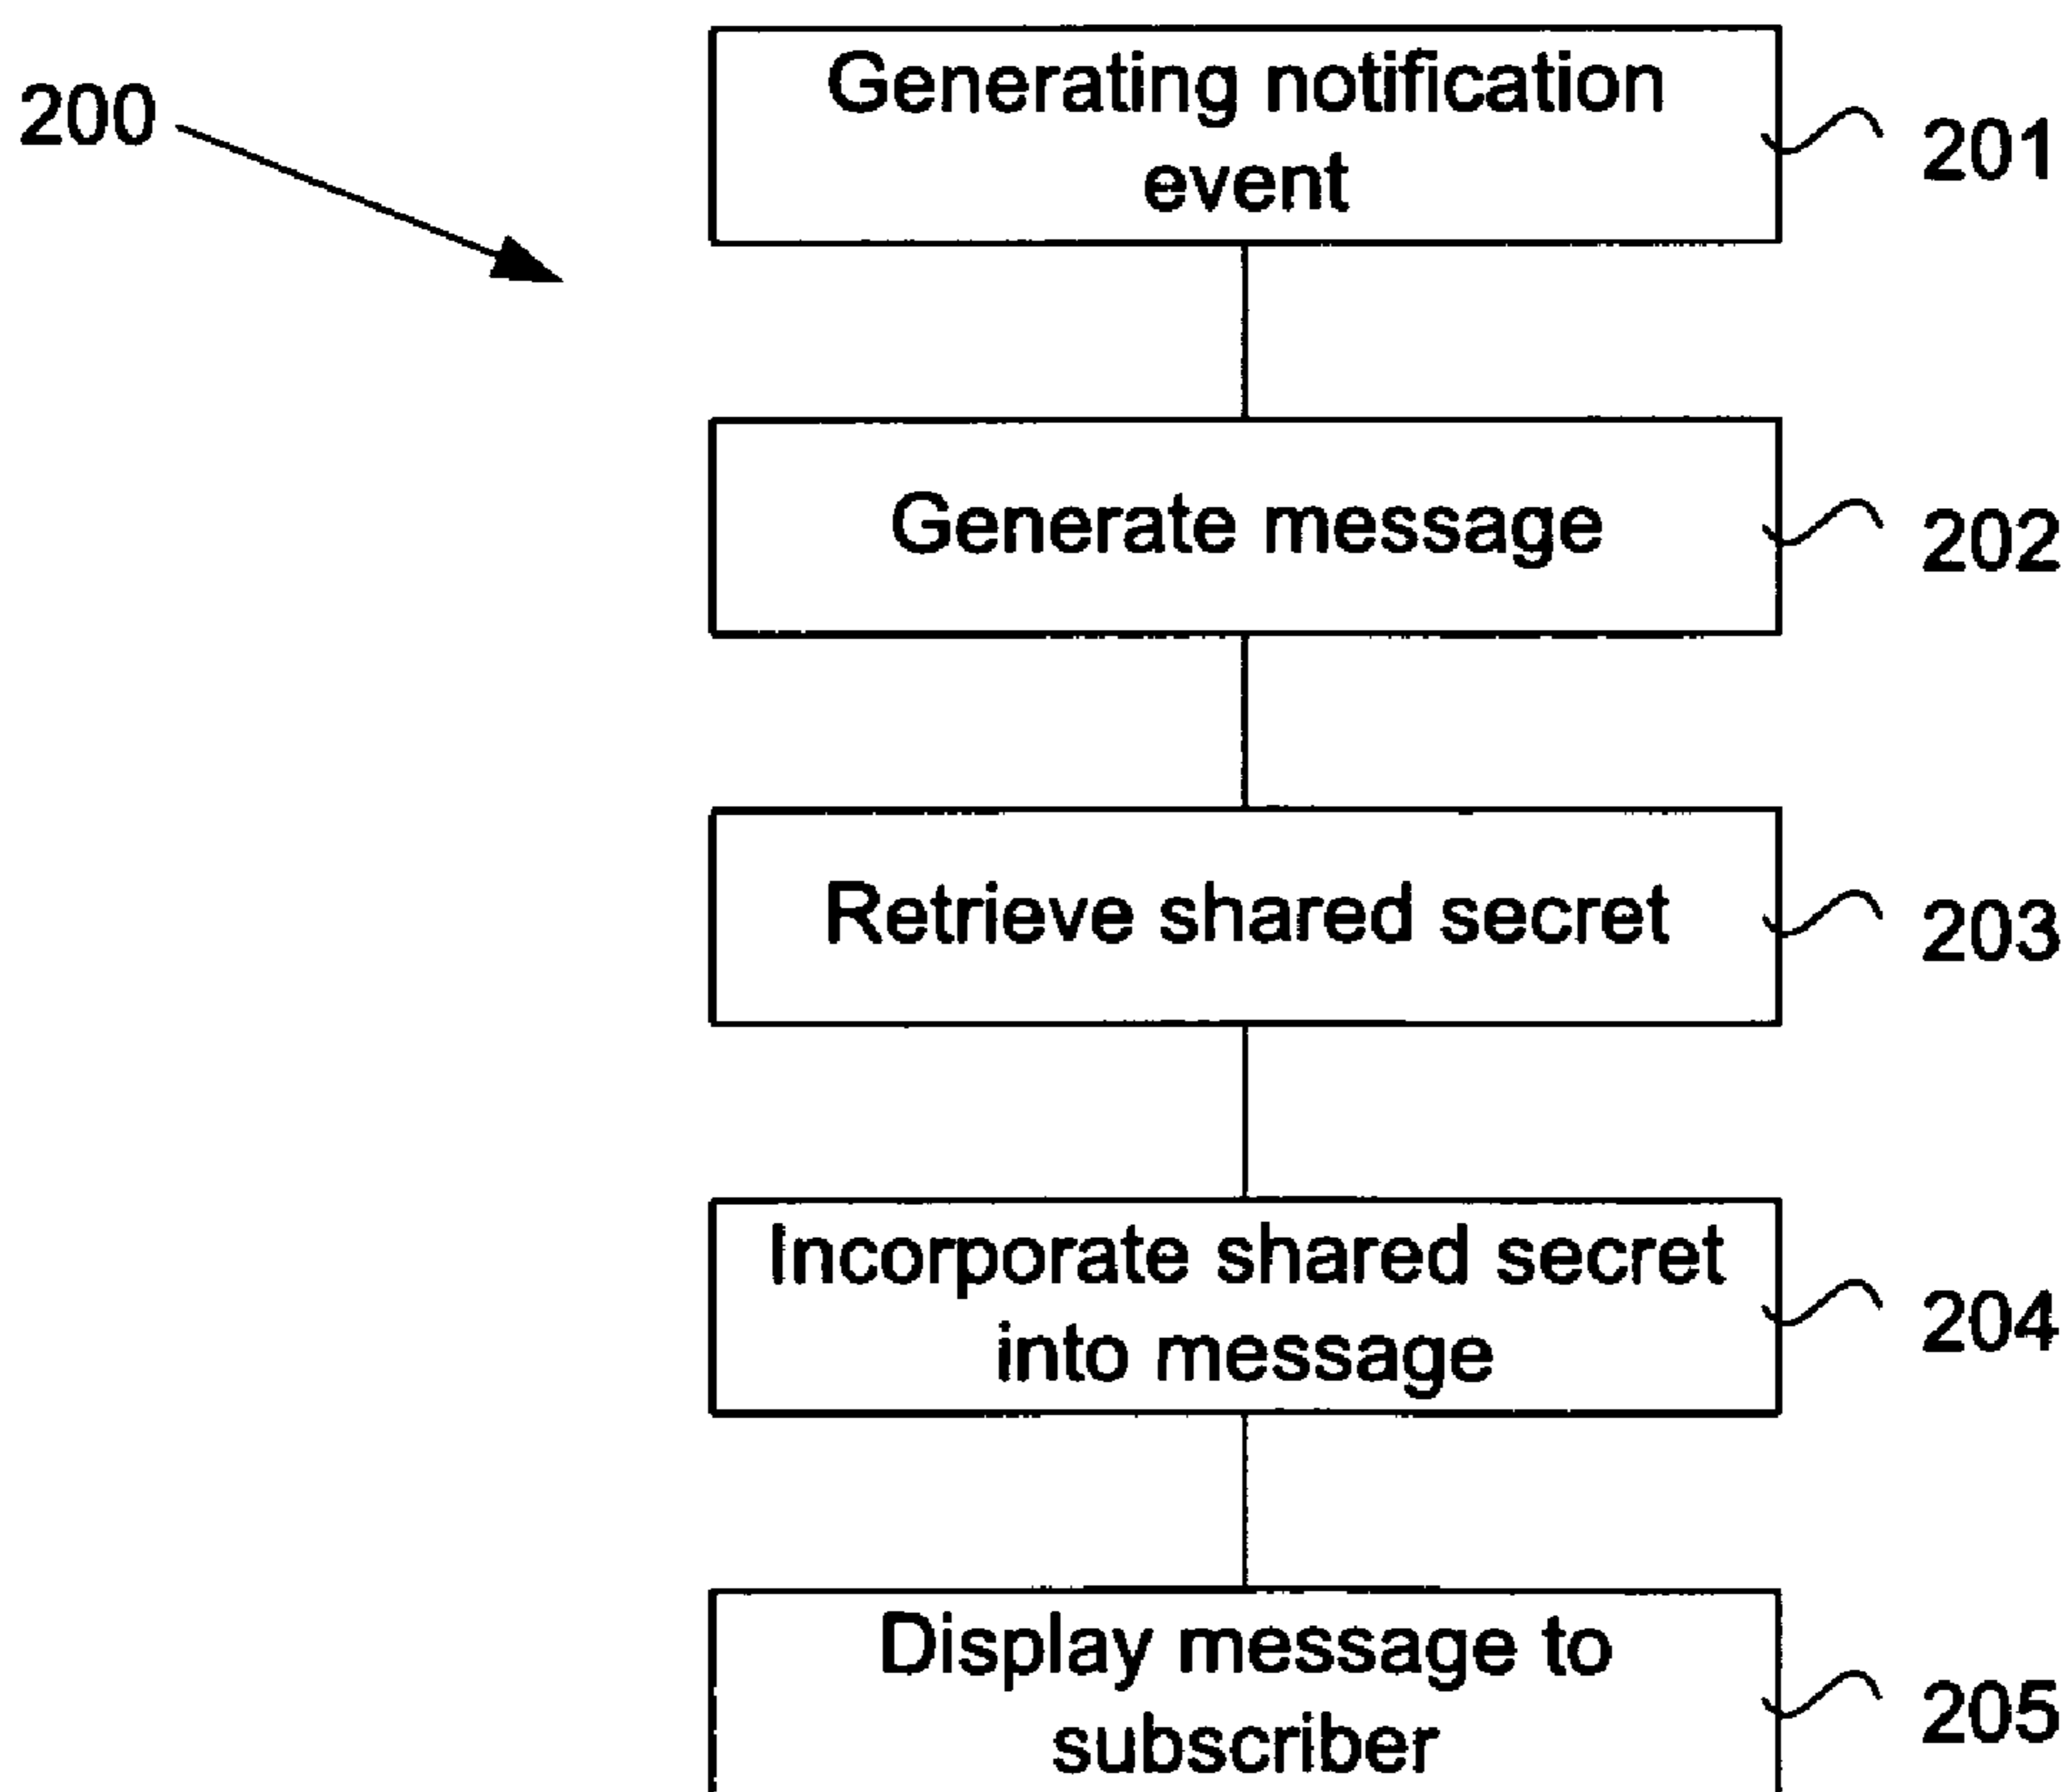 200
Generating notification
event
201
Generate message
202
Retrieve shared secret
203
Incorporate shared secret
into message
204
Display message to
subscriber
205